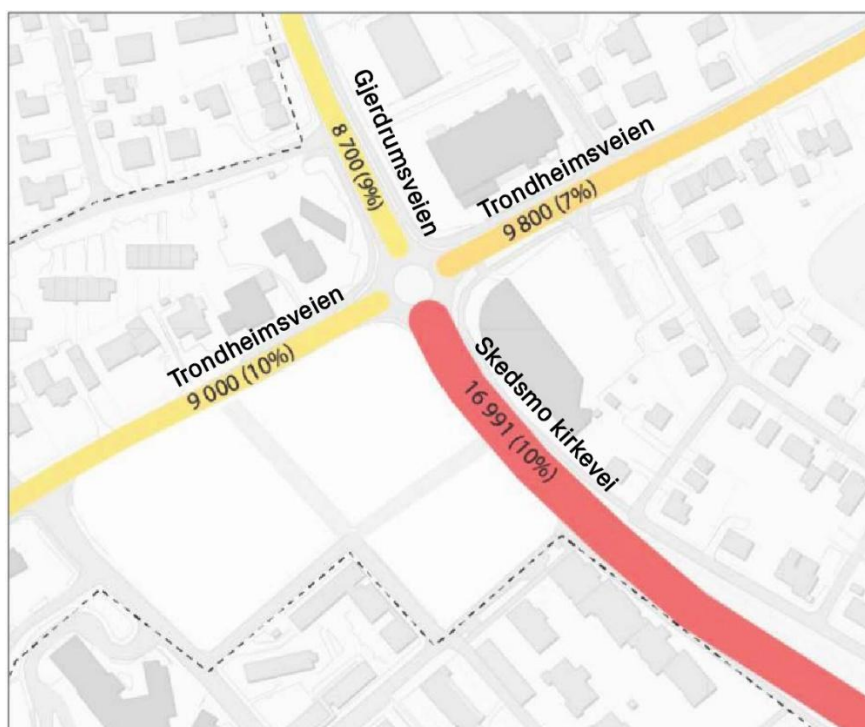 Gjerdrumsveien
8 700 (9%)
Trondheimsveien
9 800 (7%)
Trondheimsveien
9 000 (10%)
Skedsmo kirkevei
16 991 (10%)